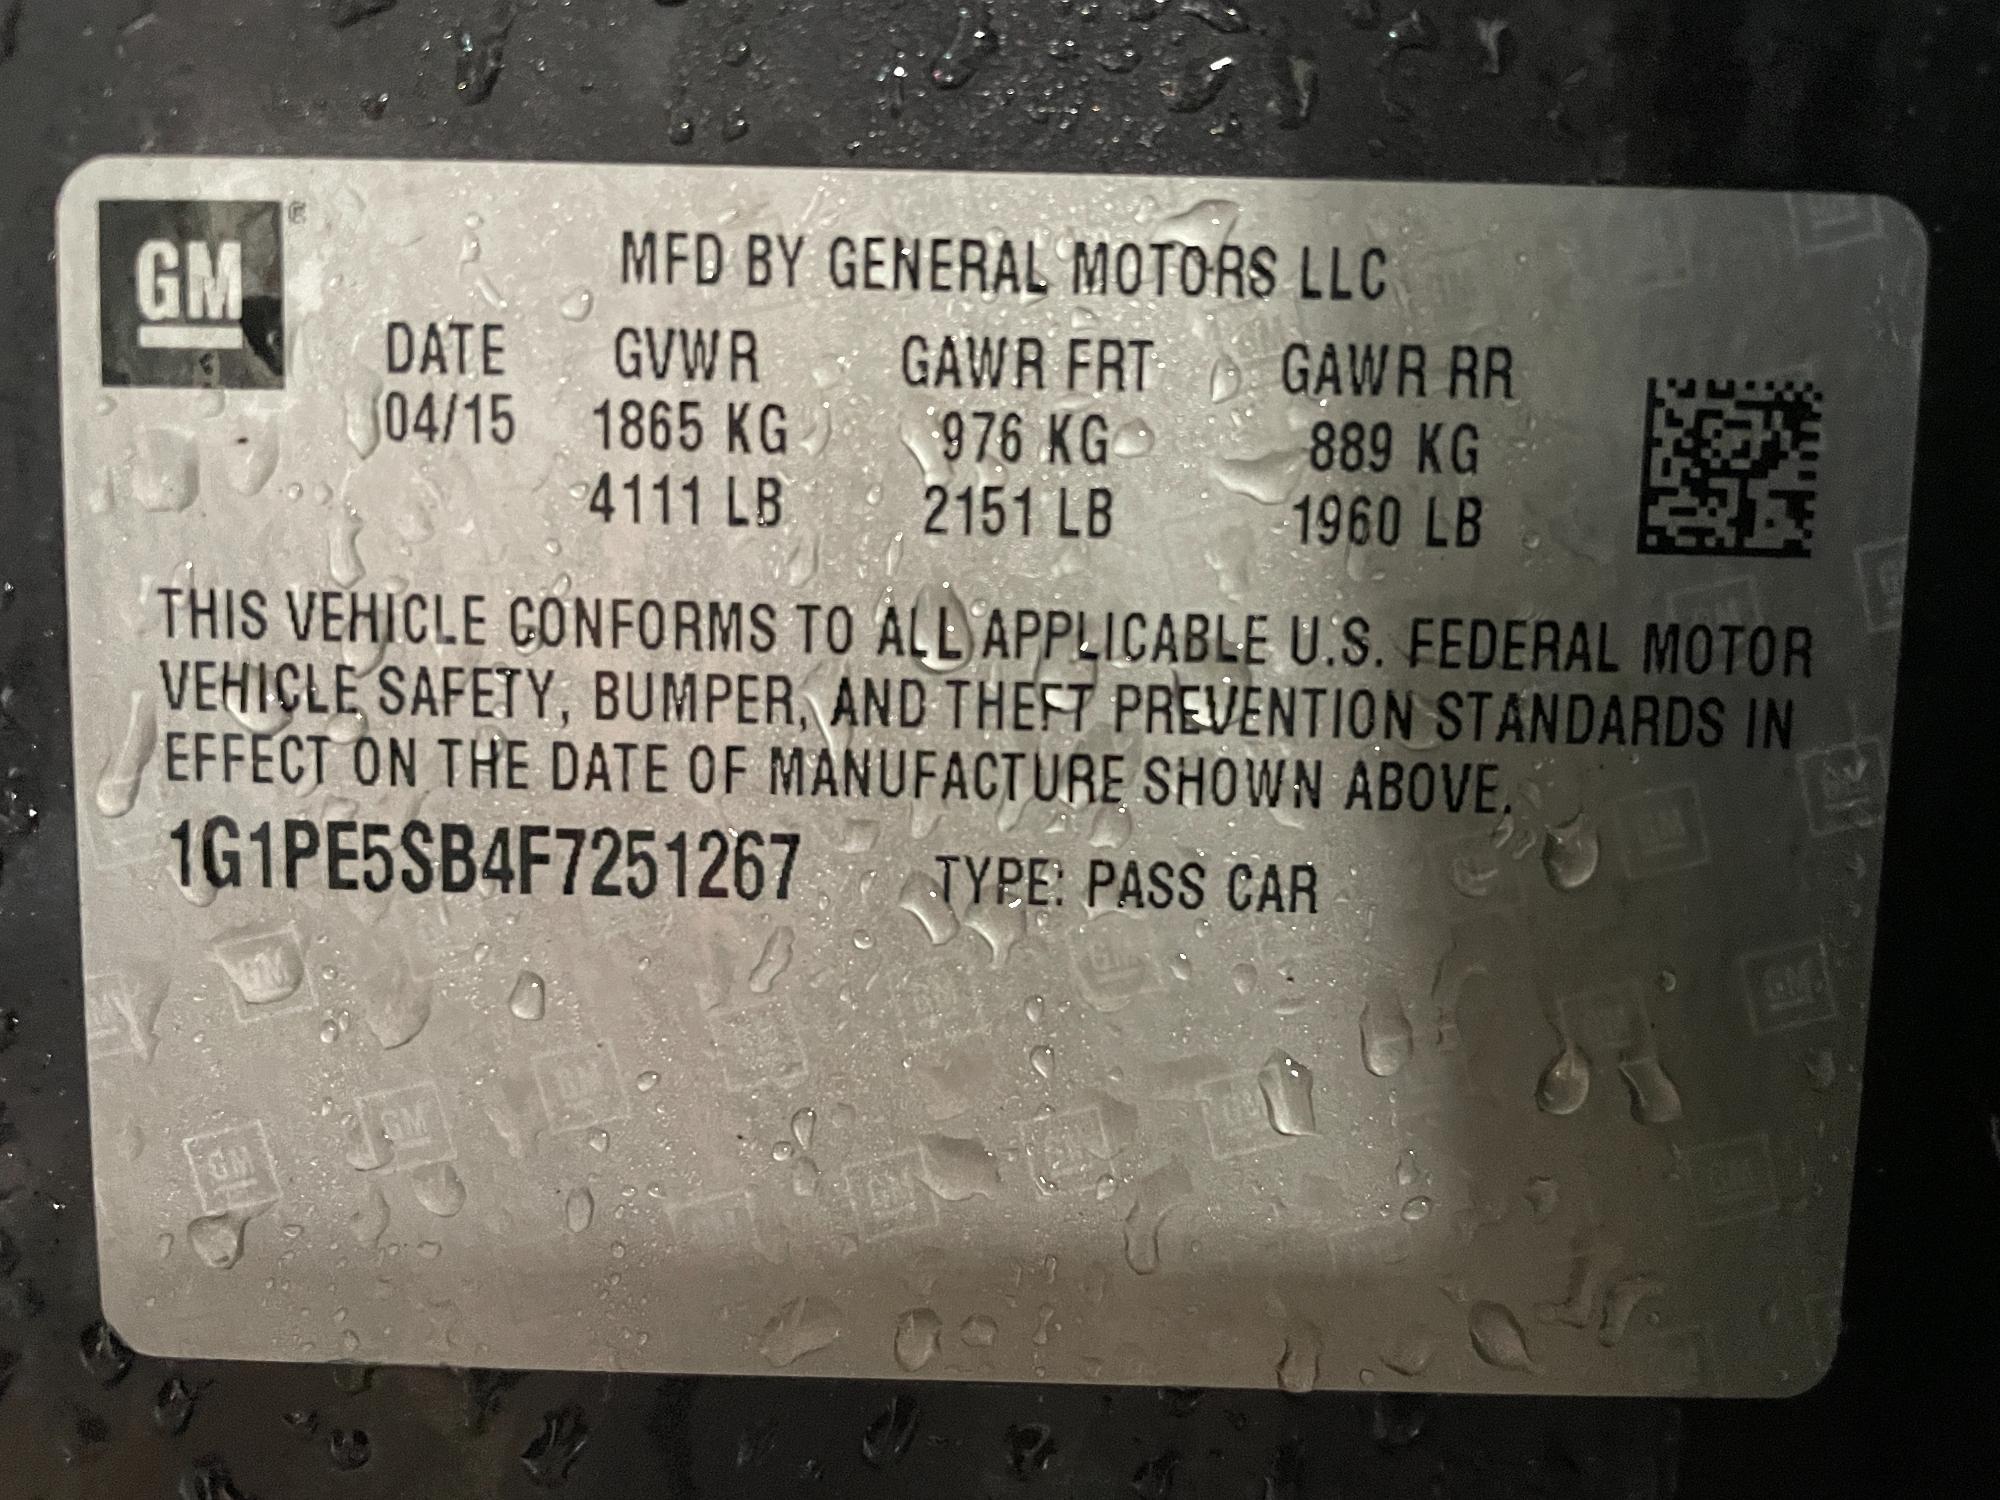 GM
MFD BY GENERAL MOTORS LLC
DATE GVWR GAWR FRT GAWR RR
04/15 1865 KG 976 KG 889 KG
4111 LB 2151 LB 1960 LB
THIS VEHICLE CONFORMS TO ALL APPLICABLE U.S. FEDERAL MOTOR
VEHICLE SAFETY, BUMPER, AND THEFT PREVENTION STANDARDS IN
EFFECT ON THE DATE OF MANUFACTURE SHOWN ABOVE.
1G1PE5SB4F7251267 TYPE: PASS CAR